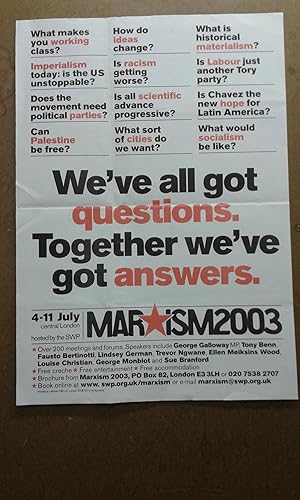 What makes
you working
class?
How do
ideas
change?
What is
historical
materialism?
Imperialism
today: is the US
unstoppable?
Is racism
getting
worse?
Is Labour just
another Tory
party?
Does the
movement need
political parties?
Is all scientific
advance
progressive?
Is Chavez the
new hope for
Latin America?
Can
Palestine
be free?
What sort
of cities do
we want?
What would
socialism
be like?
We've all got
questions.
Together we've
got answers.
4-11 July
central London
hosted by the SWP
MAR★iSM2003
★ Over 200 meetings and forums. Speakers include George Galloway MP, Tony Benn,
Fausto Bertinotti, Lindsey German, Trevor Ngwane, Ellen Meiksins Wood,
Louise Christian, George Monbiot and Sue Branford
★ Free creche ★ Free entertainment ★ Free accommodation
★ Brochure from Marxism 2003, PO Box 82, London E3 3LH or 020 7538 2707
★ Book online at www.swp.org.uk/marxism or e-mail marxism@swp.org.uk